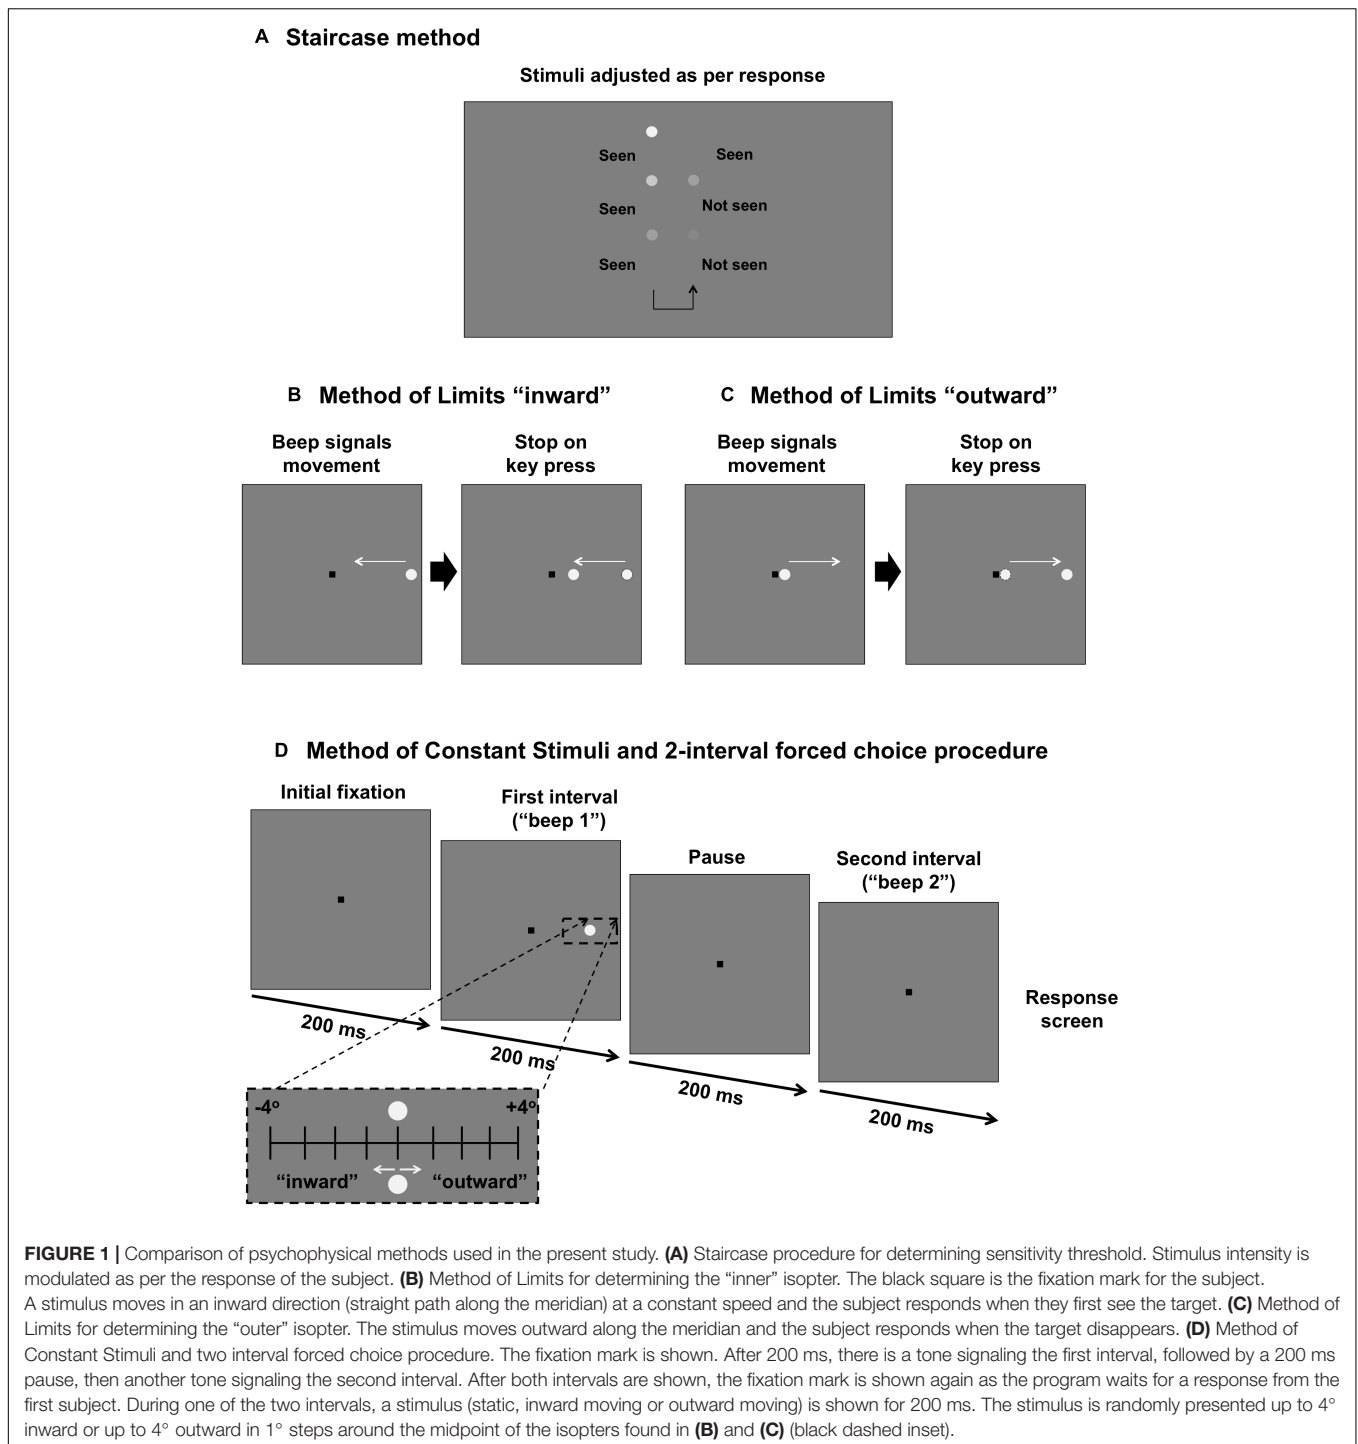 A Staircase method
Stimuli adjusted as per response
Seen Seen
Seen Not seen
Seen Not seen
B Method of Limits “inward”
Beep signals
movement
Stop on
key press
C Method of Limits “outward”
Beep signals
movement
Stop on
key press
D Method of Constant Stimuli and 2-interval forced choice procedure
Initial fixation
First interval
(“beep 1”)
Pause
Second interval
(“beep 2”)
Response
screen
200 ms
200 ms
200 ms
200 ms
-4º +4º
“inward” “outward”
FIGURE 1 | Comparison of psychophysical methods used in the present study. (A) Staircase procedure for determining sensitivity threshold. Stimulus intensity is
modulated as per the response of the subject. (B) Method of Limits for determining the “inner” isopter. The black square is the fixation mark for the subject.
A stimulus moves in an inward direction (straight path along the meridian) at a constant speed and the subject responds when they first see the target. (C) Method of
Limits for determining the “outer” isopter. The stimulus moves outward along the meridian and the subject responds when the target disappears. (D) Method of
Constant Stimuli and two interval forced choice procedure. The fixation mark is shown. After 200 ms, there is a tone signaling the first interval, followed by a 200 ms
pause, then another tone signaling the second interval. After both intervals are shown, the fixation mark is shown again as the program waits for a response from the
first subject. During one of the two intervals, a stimulus (static, inward moving or outward moving) is shown for 200 ms. The stimulus is randomly presented up to 4°
inward or up to 4° outward in 1° steps around the midpoint of the isopters found in (B) and (C) (black dashed inset).